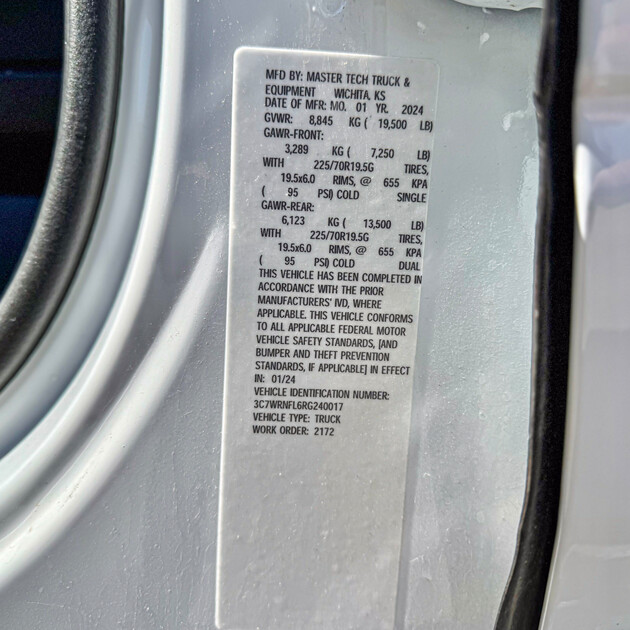 MFD BY: MASTER TECH TRUCK &
EQUIPMENT WICHITA, KS
DATE OF MFR: MO. 01 YR. 2024
GVWR: 8,845 KG ( 19,500 LB)
GAWR-FRONT:
3,289 KG ( 7,250 LB)
WITH 225/70R19.5G TIRES,
19.5x6.0 RIMS, @ 655 KPA
( 95 PSI) COLD SINGLE
GAWR-REAR:
6,123 KG ( 13,500 LB)
WITH 225/70R19.5G TIRES,
19.5x6.0 RIMS, @ 655 KPA
( 95 PSI) COLD DUAL
THIS VEHICLE HAS BEEN COMPLETED IN
ACCORDANCE WITH THE PRIOR
MANUFACTURERS' IVD, WHERE
APPLICABLE. THIS VEHICLE CONFORMS
TO ALL APPLICABLE FEDERAL MOTOR
VEHICLE SAFETY STANDARDS, [AND
BUMPER AND THEFT PREVENTION
STANDARDS, IF APPLICABLE] IN EFFECT
IN: 01/24
VEHICLE IDENTIFICATION NUMBER:
3C7WRNFL6RG240017
VEHICLE TYPE: TRUCK
WORK ORDER: 2172